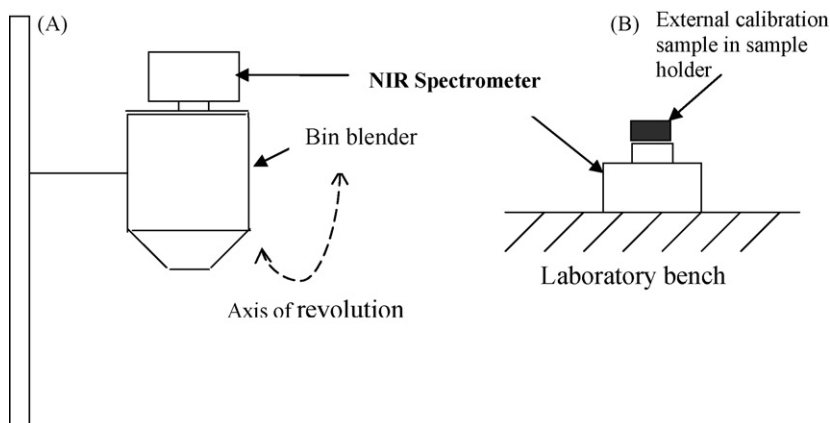 (A)
NIR Spectrometer
Bin blender
Axis of revolution
(B)
External calibration
sample in sample
holder
Laboratory bench